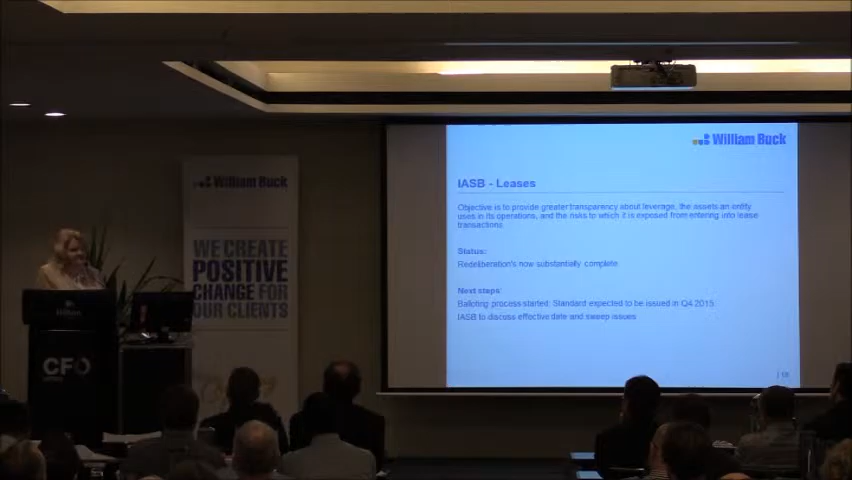 William Buck
IASB - Leases
Objective is to provide greater transparency about leverage, the assets an entity
uses in its operations, and the risks to which it is exposed from entering into lease
transactions.
Status:
Redeliberation's now substantially complete
Next steps:
Balloting process started: Standard expected to be issued in Q4 2015.
IASB to discuss effective date and sweep issues
William Buck
WE CREATE
POSITIVE
CHANGE FOR
OUR CLIENTS
Hilton
CFO